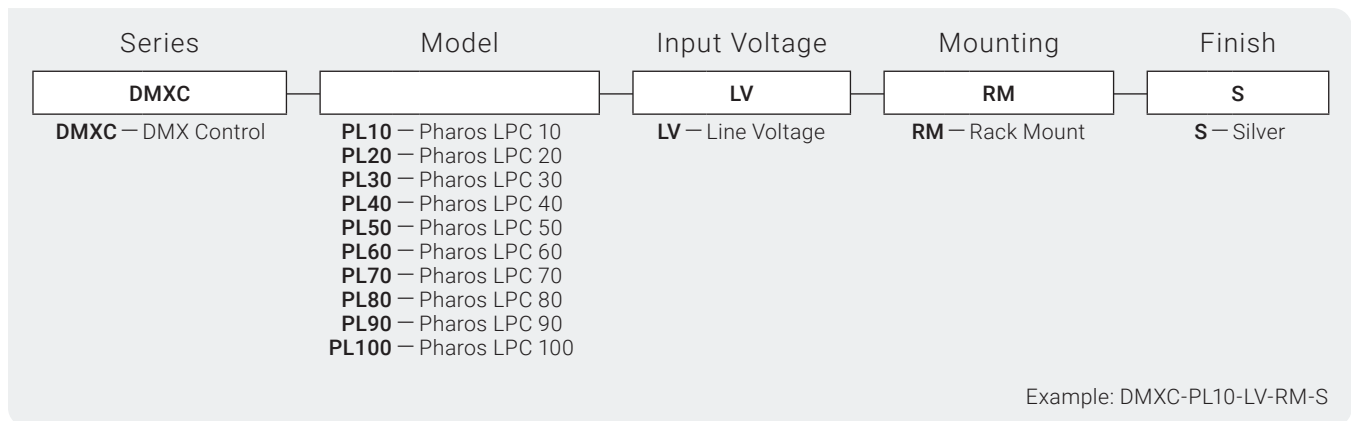 Series Model Input Voltage Mounting Finish
DMXC LV RM S
DMXC — DMX Control PL10 — Pharos LPC 10 LV — Line Voltage RM — Rack Mount S — Silver
PL20 — Pharos LPC 20
PL30 — Pharos LPC 30
PL40 — Pharos LPC 40
PL50 — Pharos LPC 50
PL60 — Pharos LPC 60
PL70 — Pharos LPC 70
PL80 — Pharos LPC 80
PL90 — Pharos LPC 90
PL100 — Pharos LPC 100
Example: DMXC-PL10-LV-RM-S